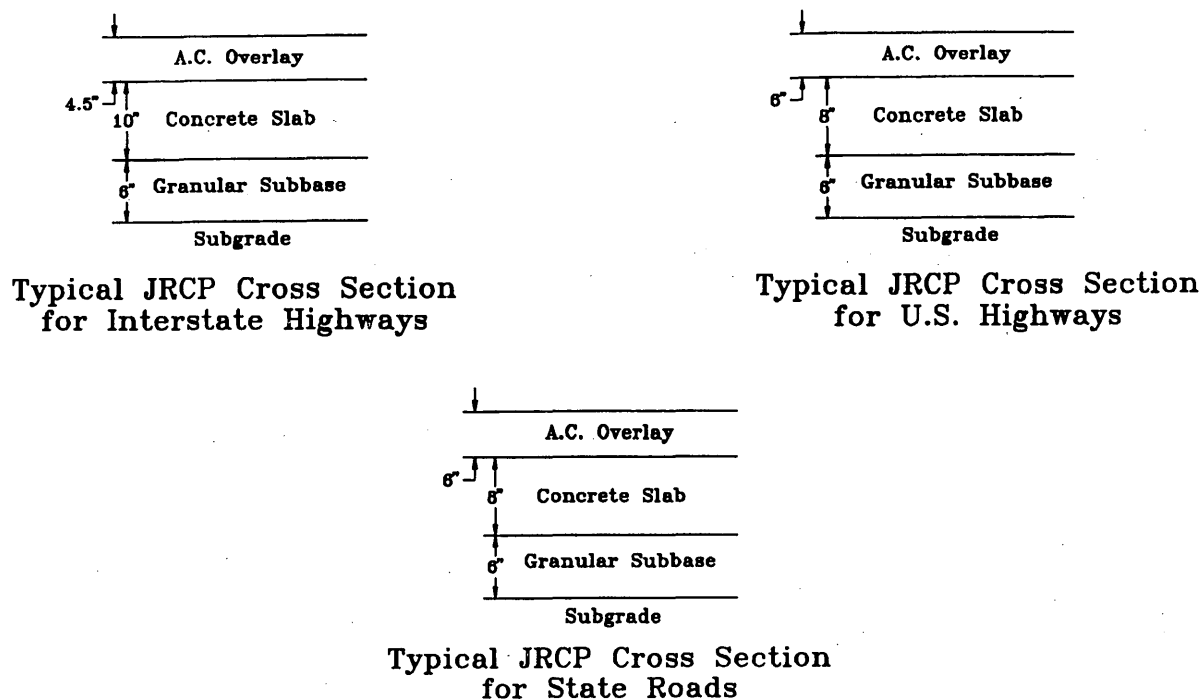 A.C. Overlay
4.5"
10"
Concrete Slab
6"
Granular Subbase
Subgrade
Typical JRCP Cross Section
for Interstate Highways
A.C. Overlay
6"
8"
Concrete Slab
6"
Granular Subbase
Subgrade
Typical JRCP Cross Section
for U.S. Highways
A.C. Overlay
6"
8"
Concrete Slab
6"
Granular Subbase
Subgrade
Typical JRCP Cross Section
for State Roads